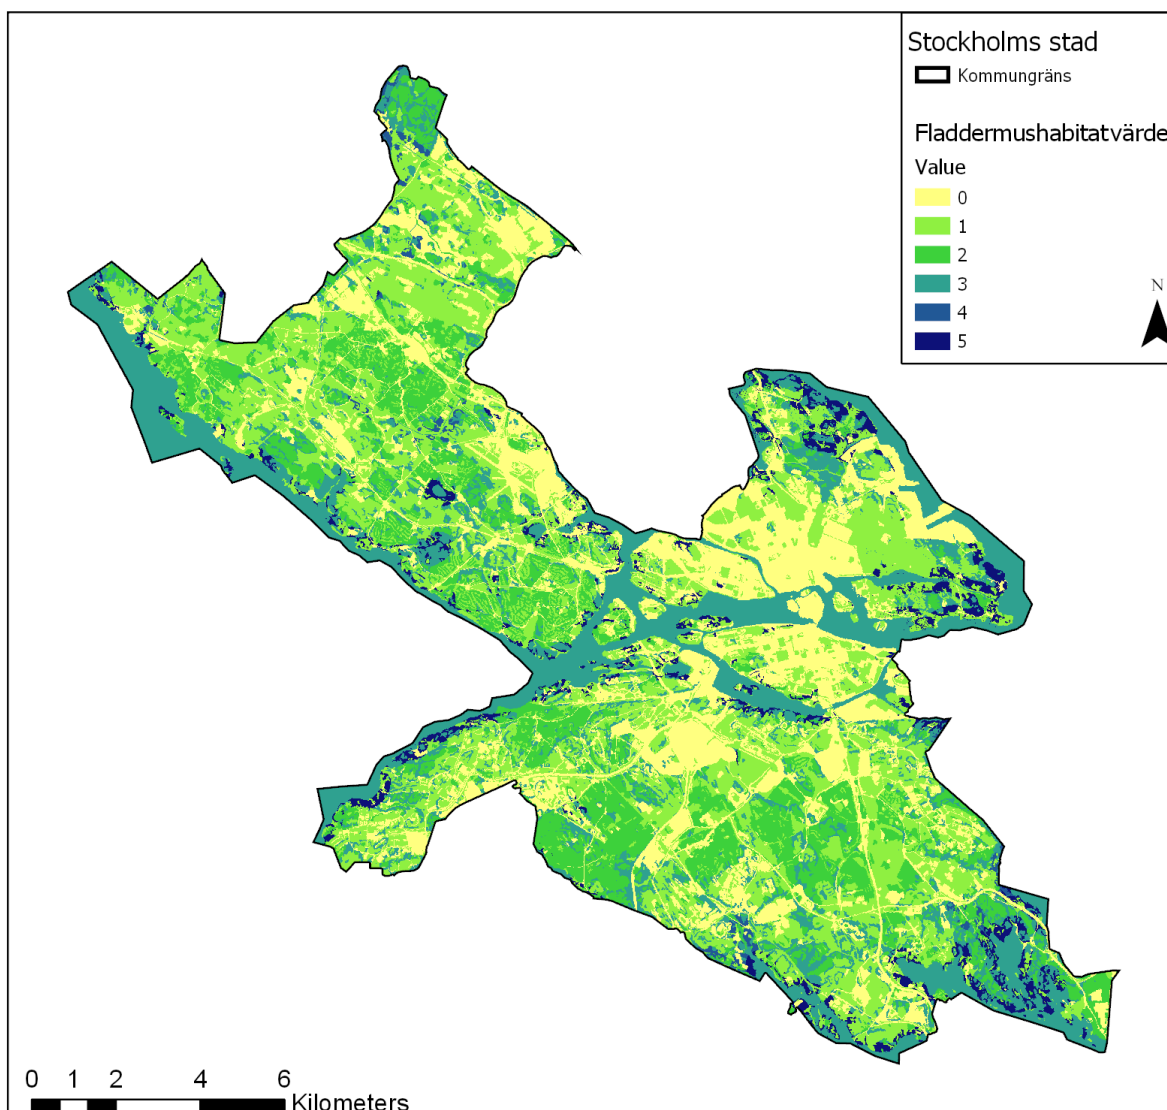 Stockholms stad
Kommungräns
Fladdermushabitatvärde
Value
0
1
2
3
4
5
N
0 1 2 4 6
Kilometers